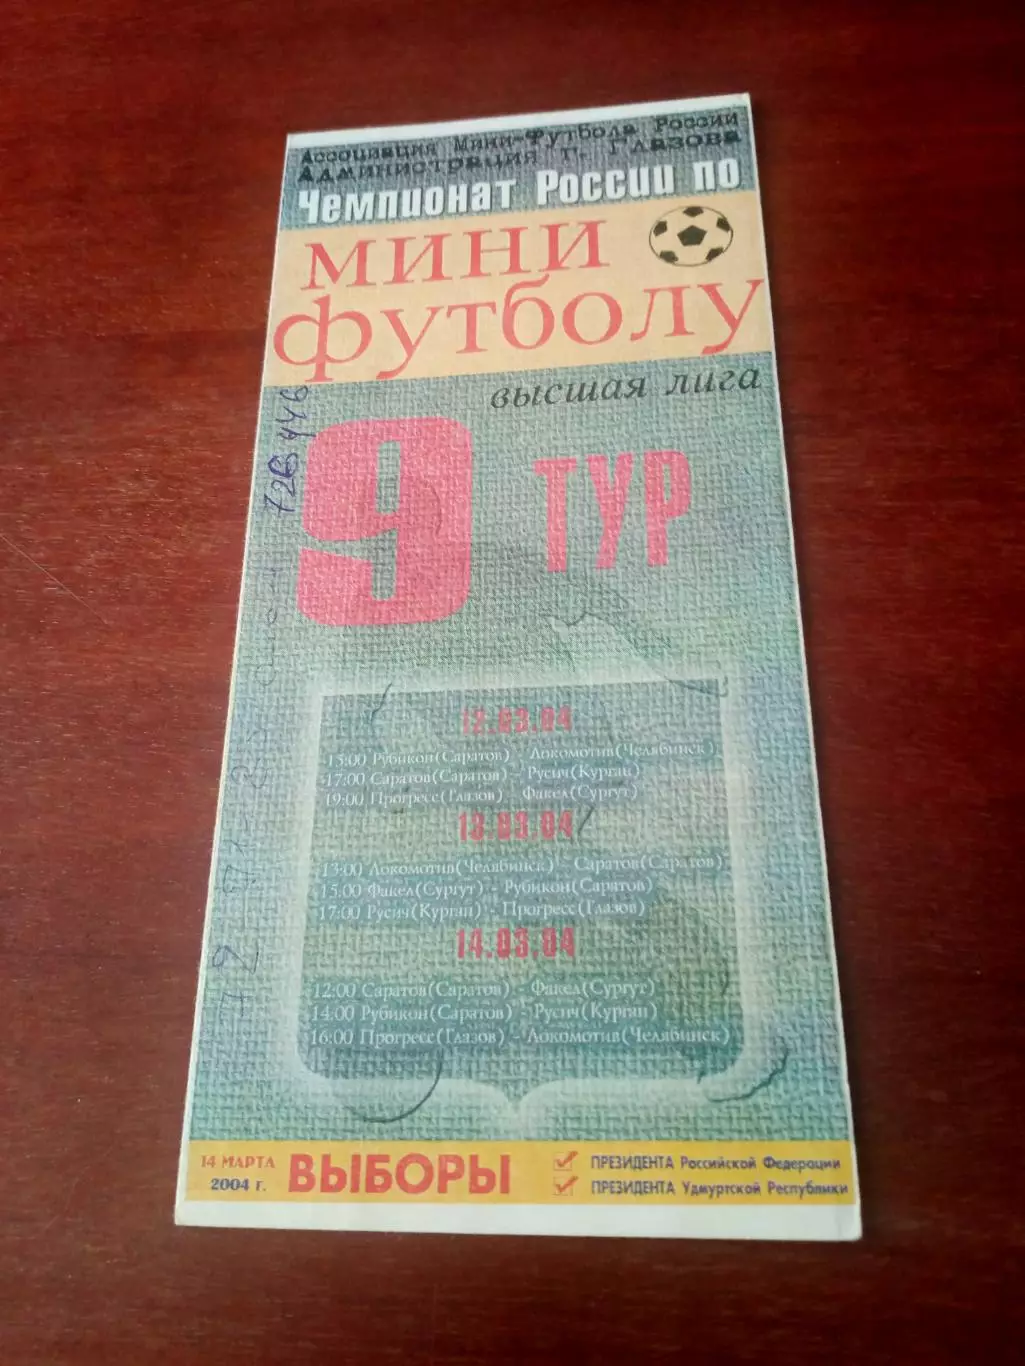 Ассоциация Мини-Футбола России
Администрация г. Глазова
Чемпионат России по
мини
футболу
высшая лига
9 ТУР
726446
12.03.04
15:00 Рубикон(Саратов) - Локомотив(Челябинск)
17:00 Саратов(Саратов) - Русич(Курган)
19:00 Прогресс(Глазов) - Факел(Сургут)
13.03.04
13:00 Локомотив(Челябинск) - Саратов(Саратов)
15:00 Факел(Сургут) - Рубикон(Саратов)
17:00 Русич(Курган) - Прогресс(Глазов)
14.03.04
12:00 Саратов(Саратов) - Факел(Сургут)
14:00 Рубикон(Саратов) - Русич(Курган)
16:00 Прогресс(Глазов) - Локомотив(Челябинск)
14 МАРТА
2004 г.
ВЫБОРЫ
ПРЕЗИДЕНТА Российской Федерации
ПРЕЗИДЕНТА Удмуртской Республики